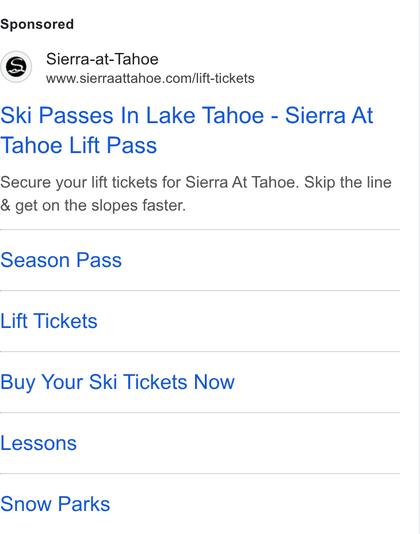 Sponsored
Sierra-at-Tahoe
www.sierraattahoe.com/lift-tickets
Ski Passes In Lake Tahoe - Sierra At
Tahoe Lift Pass
Secure your lift tickets for Sierra At Tahoe. Skip the line
& get on the slopes faster.
Season Pass
Lift Tickets
Buy Your Ski Tickets Now
Lessons
Snow Parks